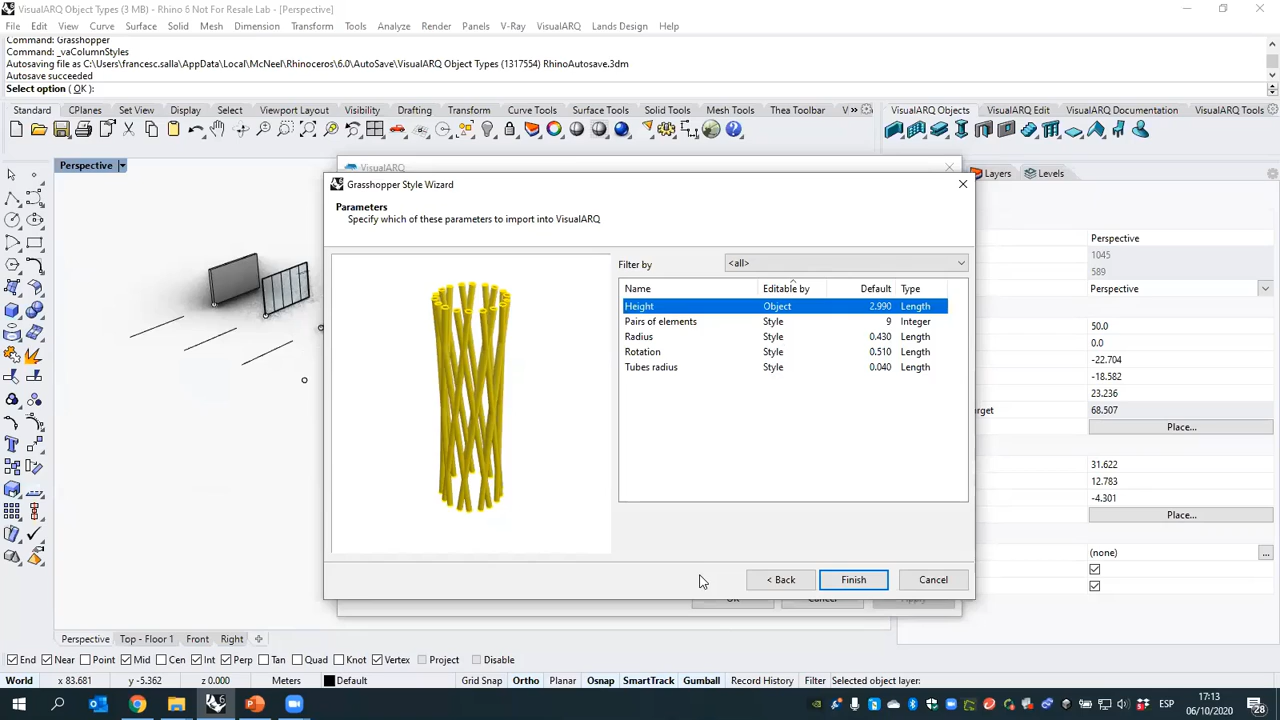 VisualARQ Object Types (3 MB) - Rhino 6 Not For Resale Lab - [Perspective]
File Edit View Curve Surface Solid Mesh Dimension Transform Tools Analyze Render Panels V-Ray VisualARQ Lands Design Help
Command: Grasshopper
Command: _vaColumnStyles
Autosaving file as C:\Users\francesc.salla\AppData\Local\McNeel\Rhinoceros\6.0\AutoSave\VisualARQ Object Types (1317554) RhinoAutosave.3dm
Autosave succeeded
Select option ( OK ):
Standard CPlanes Set View Display Select Viewport Layout Visibility Drafting Transform Curve Tools Surface Tools Solid Tools Mesh Tools Thea Toolbar V » VisualARQ Objects VisualARQ Edit VisualARQ Documentation VisualARQ Tools
Perspective
VisualARQ
Layers Levels
Grasshopper Style Wizard
Parameters
Specify which of these parameters to import into VisualARQ
Filter by <all>
Name Editable by Default Type
Height Object 2.990 Length
Pairs of elements Style 9 Integer
Radius Style 0.430 Length
Rotation Style 0.510 Length
Tubes radius Style 0.040 Length
< Back Finish Cancel
Perspective
1045
589
Perspective
50.0
0.0
-22.704
-18.582
23.236
68.507
Place...
31.622
12.783
-4.301
Place...
(none) ...
Perspective Top - Floor 1 Front Right
End Near Point Mid Cen Int Perp Tan Quad Knot Vertex Project Disable
World x 83.681 y -5.362 z 0.000 Meters Default Grid Snap Ortho Planar Osnap SmartTrack Gumball Record History Filter Selected object layer:
ESP
17:13
06/10/2020
28